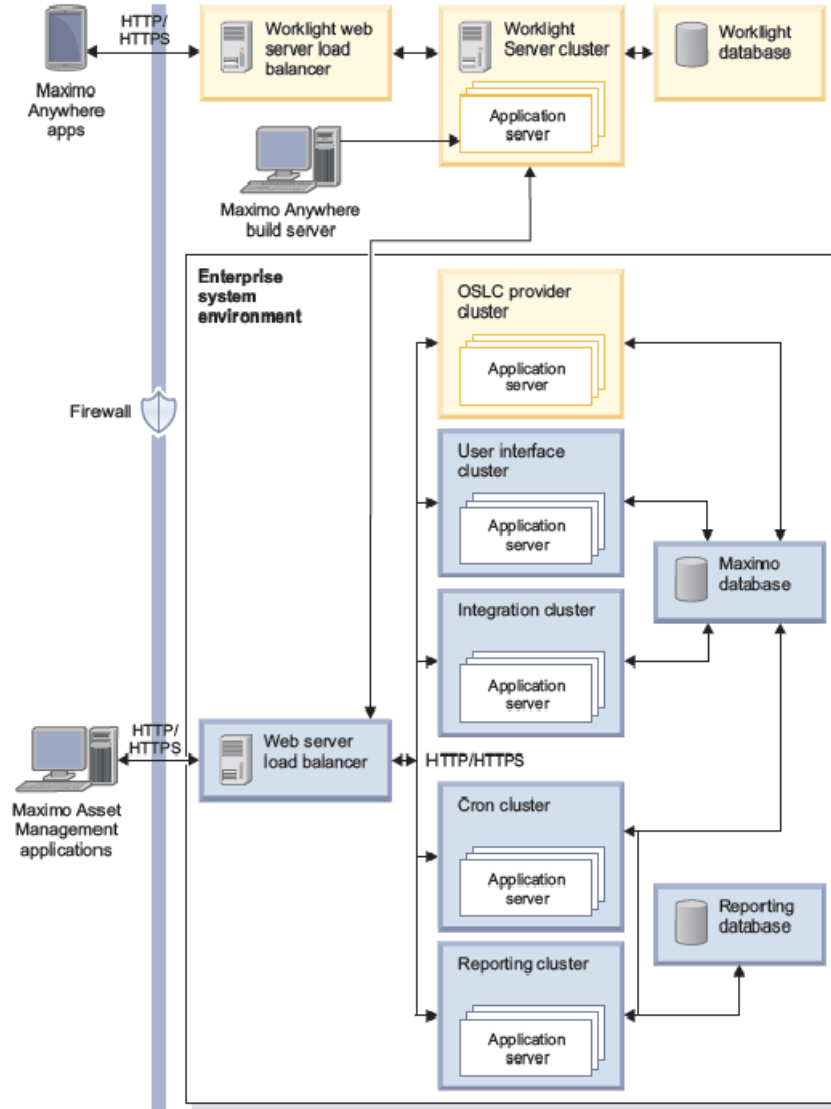 HTTP/
HTTPS
Maximo
Anywhere
apps
Worklight web
server load
balancer
Worklight
Server cluster
Application
server
Worklight
database
Maximo Anywhere
build server
Enterprise
system
environment
OSLC provider
cluster
Application
server
Firewall
User interface
cluster
Application
server
Maximo
database
Integration cluster
Application
server
HTTP/
HTTPS
Maximo Asset
Management
applications
Web server
load balancer
HTTP/HTTPS
Cron cluster
Application
server
Reporting
database
Reporting cluster
Application
server